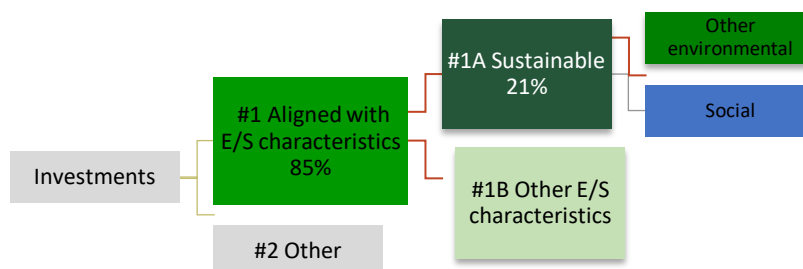 Investments
#1 Aligned with
E/S characteristics
85%
#2 Other
#1A Sustainable
21%
#1B Other E/S
characteristics
Other
environmental
Social